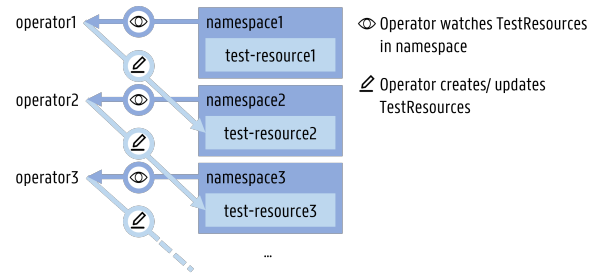 operator1
namespace1
test-resource1
operator2
namespace2
test-resource2
operator3
namespace3
test-resource3
...
Operator watches TestResources
in namespace
Operator creates/ updates
TestResources